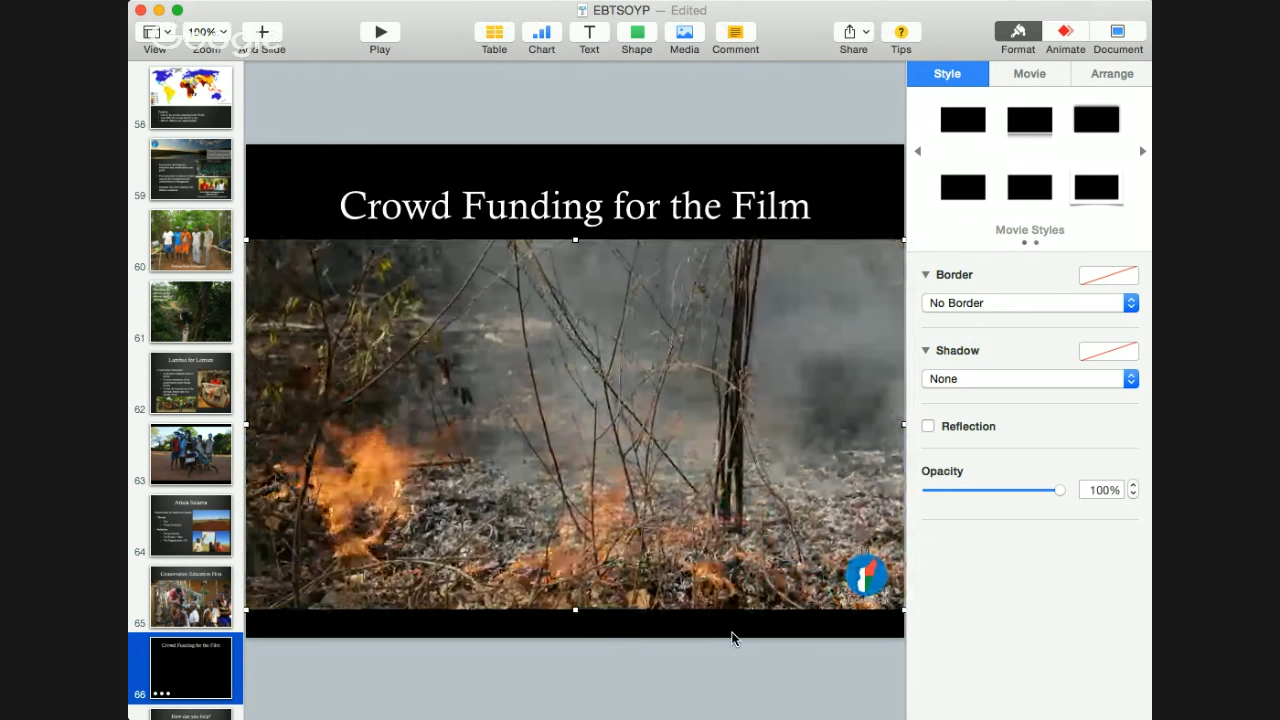 EBTSOYP — Edited
100%
Google
View
Zoom
Add Slide
Play
Table
Chart
Text
Shape
Media
Comment
Share
Tips
Format
Animate
Document
58
59
60
61
Lambas for Lemurs
62
63
64
Conservation Education Film
65
Crowd Funding for the Film
66
How can you help?
Crowd Funding for the Film
Style
Movie
Arrange
Movie Styles
Border
No Border
Shadow
None
Reflection
Opacity
100%